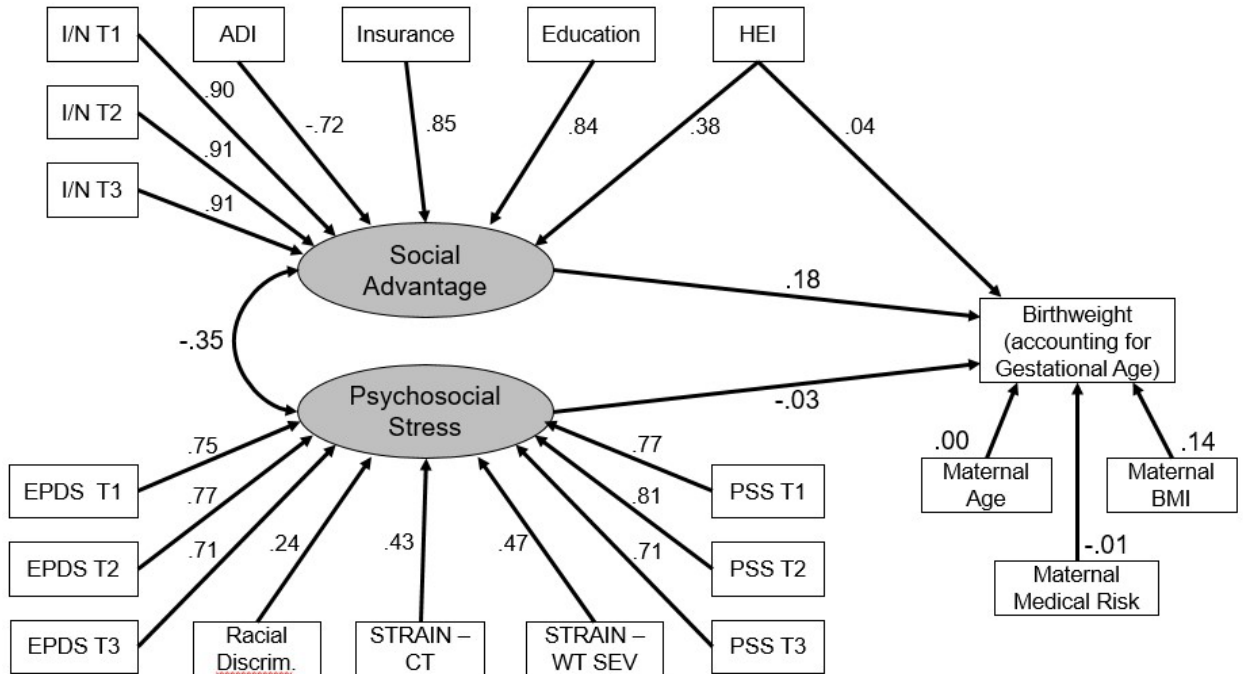 I/N T1
ADI
Insurance
Education
HEI
.90
-.72
.85
.84
.38
.04
I/N T2
.91
I/N T3
.91
Social
Advantage
.18
-.35
Birthweight
(accounting for
Gestational Age)
Psychosocial
Stress
-.03
.75
.77
.00
.14
EPDS  T1
PSS T1
Maternal
Age
Maternal
BMI
.77
.81
.71
.24
.43
.47
.71
-.01
EPDS T2
PSS T2
Maternal
Medical Risk
EPDS T3
Racial
Discrim.
STRAIN –
CT
STRAIN –
WT SEV
PSS T3